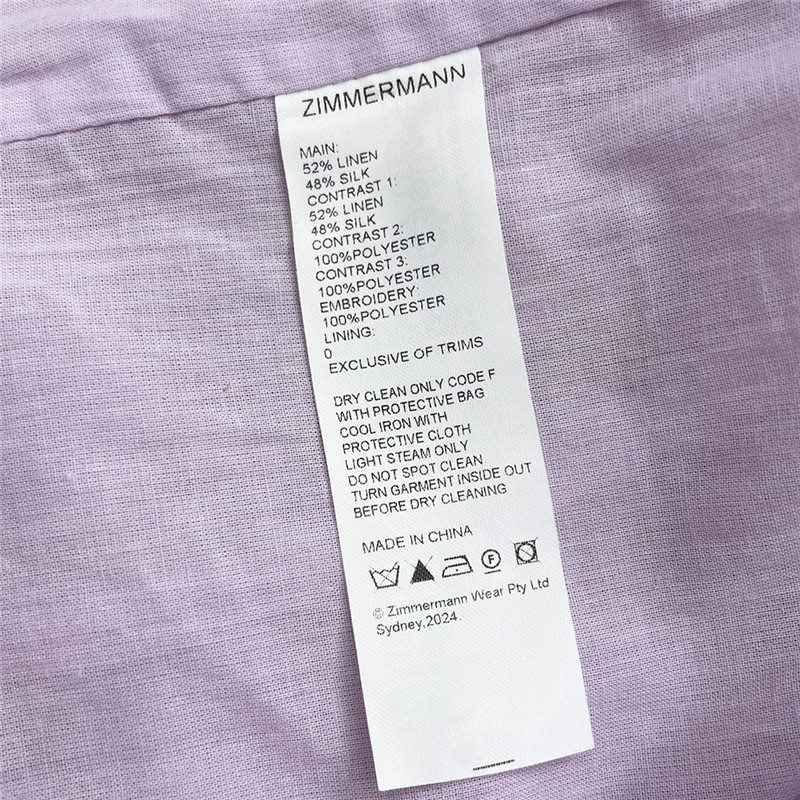 ZIMMERMANN
MAIN:
52% LINEN
48% SILK
CONTRAST 1:
52% LINEN
48% SILK
CONTRAST 2:
100%POLYESTER
CONTRAST 3:
100%POLYESTER
EMBROIDERY:
100%POLYESTER
LINING:
0
EXCLUSIVE OF TRIMS
DRY CLEAN ONLY CODE F
WITH PROTECTIVE BAG
COOL IRON WITH
PROTECTIVE CLOTH
LIGHT STEAM ONLY
DO NOT SPOT CLEAN
TURN GARMENT INSIDE OUT
BEFORE DRY CLEANING
MADE IN CHINA
F
© Zimmermann Wear Pty Ltd
Sydney,2024.